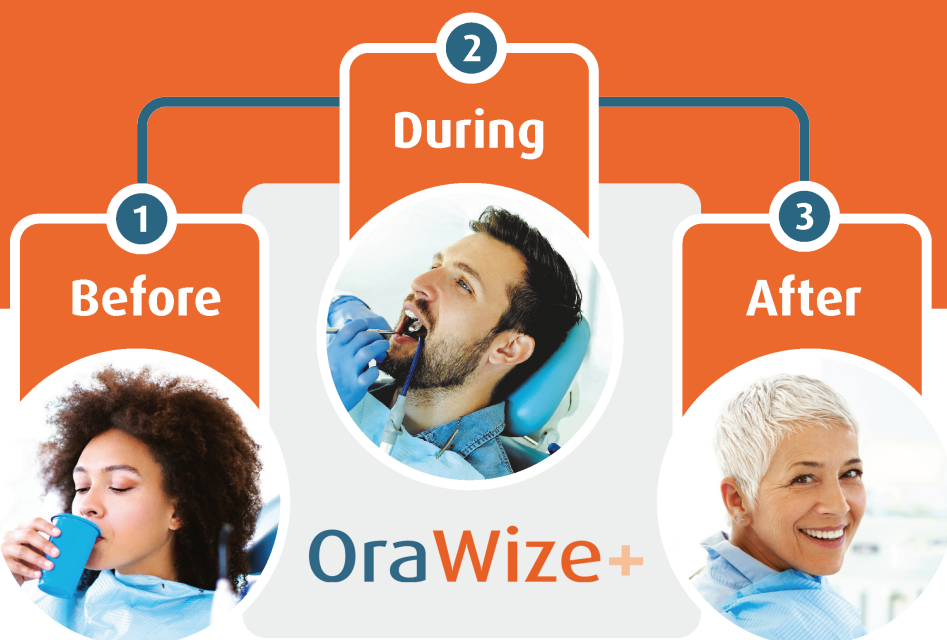 1
Before
2
During
3
After
OraWize+